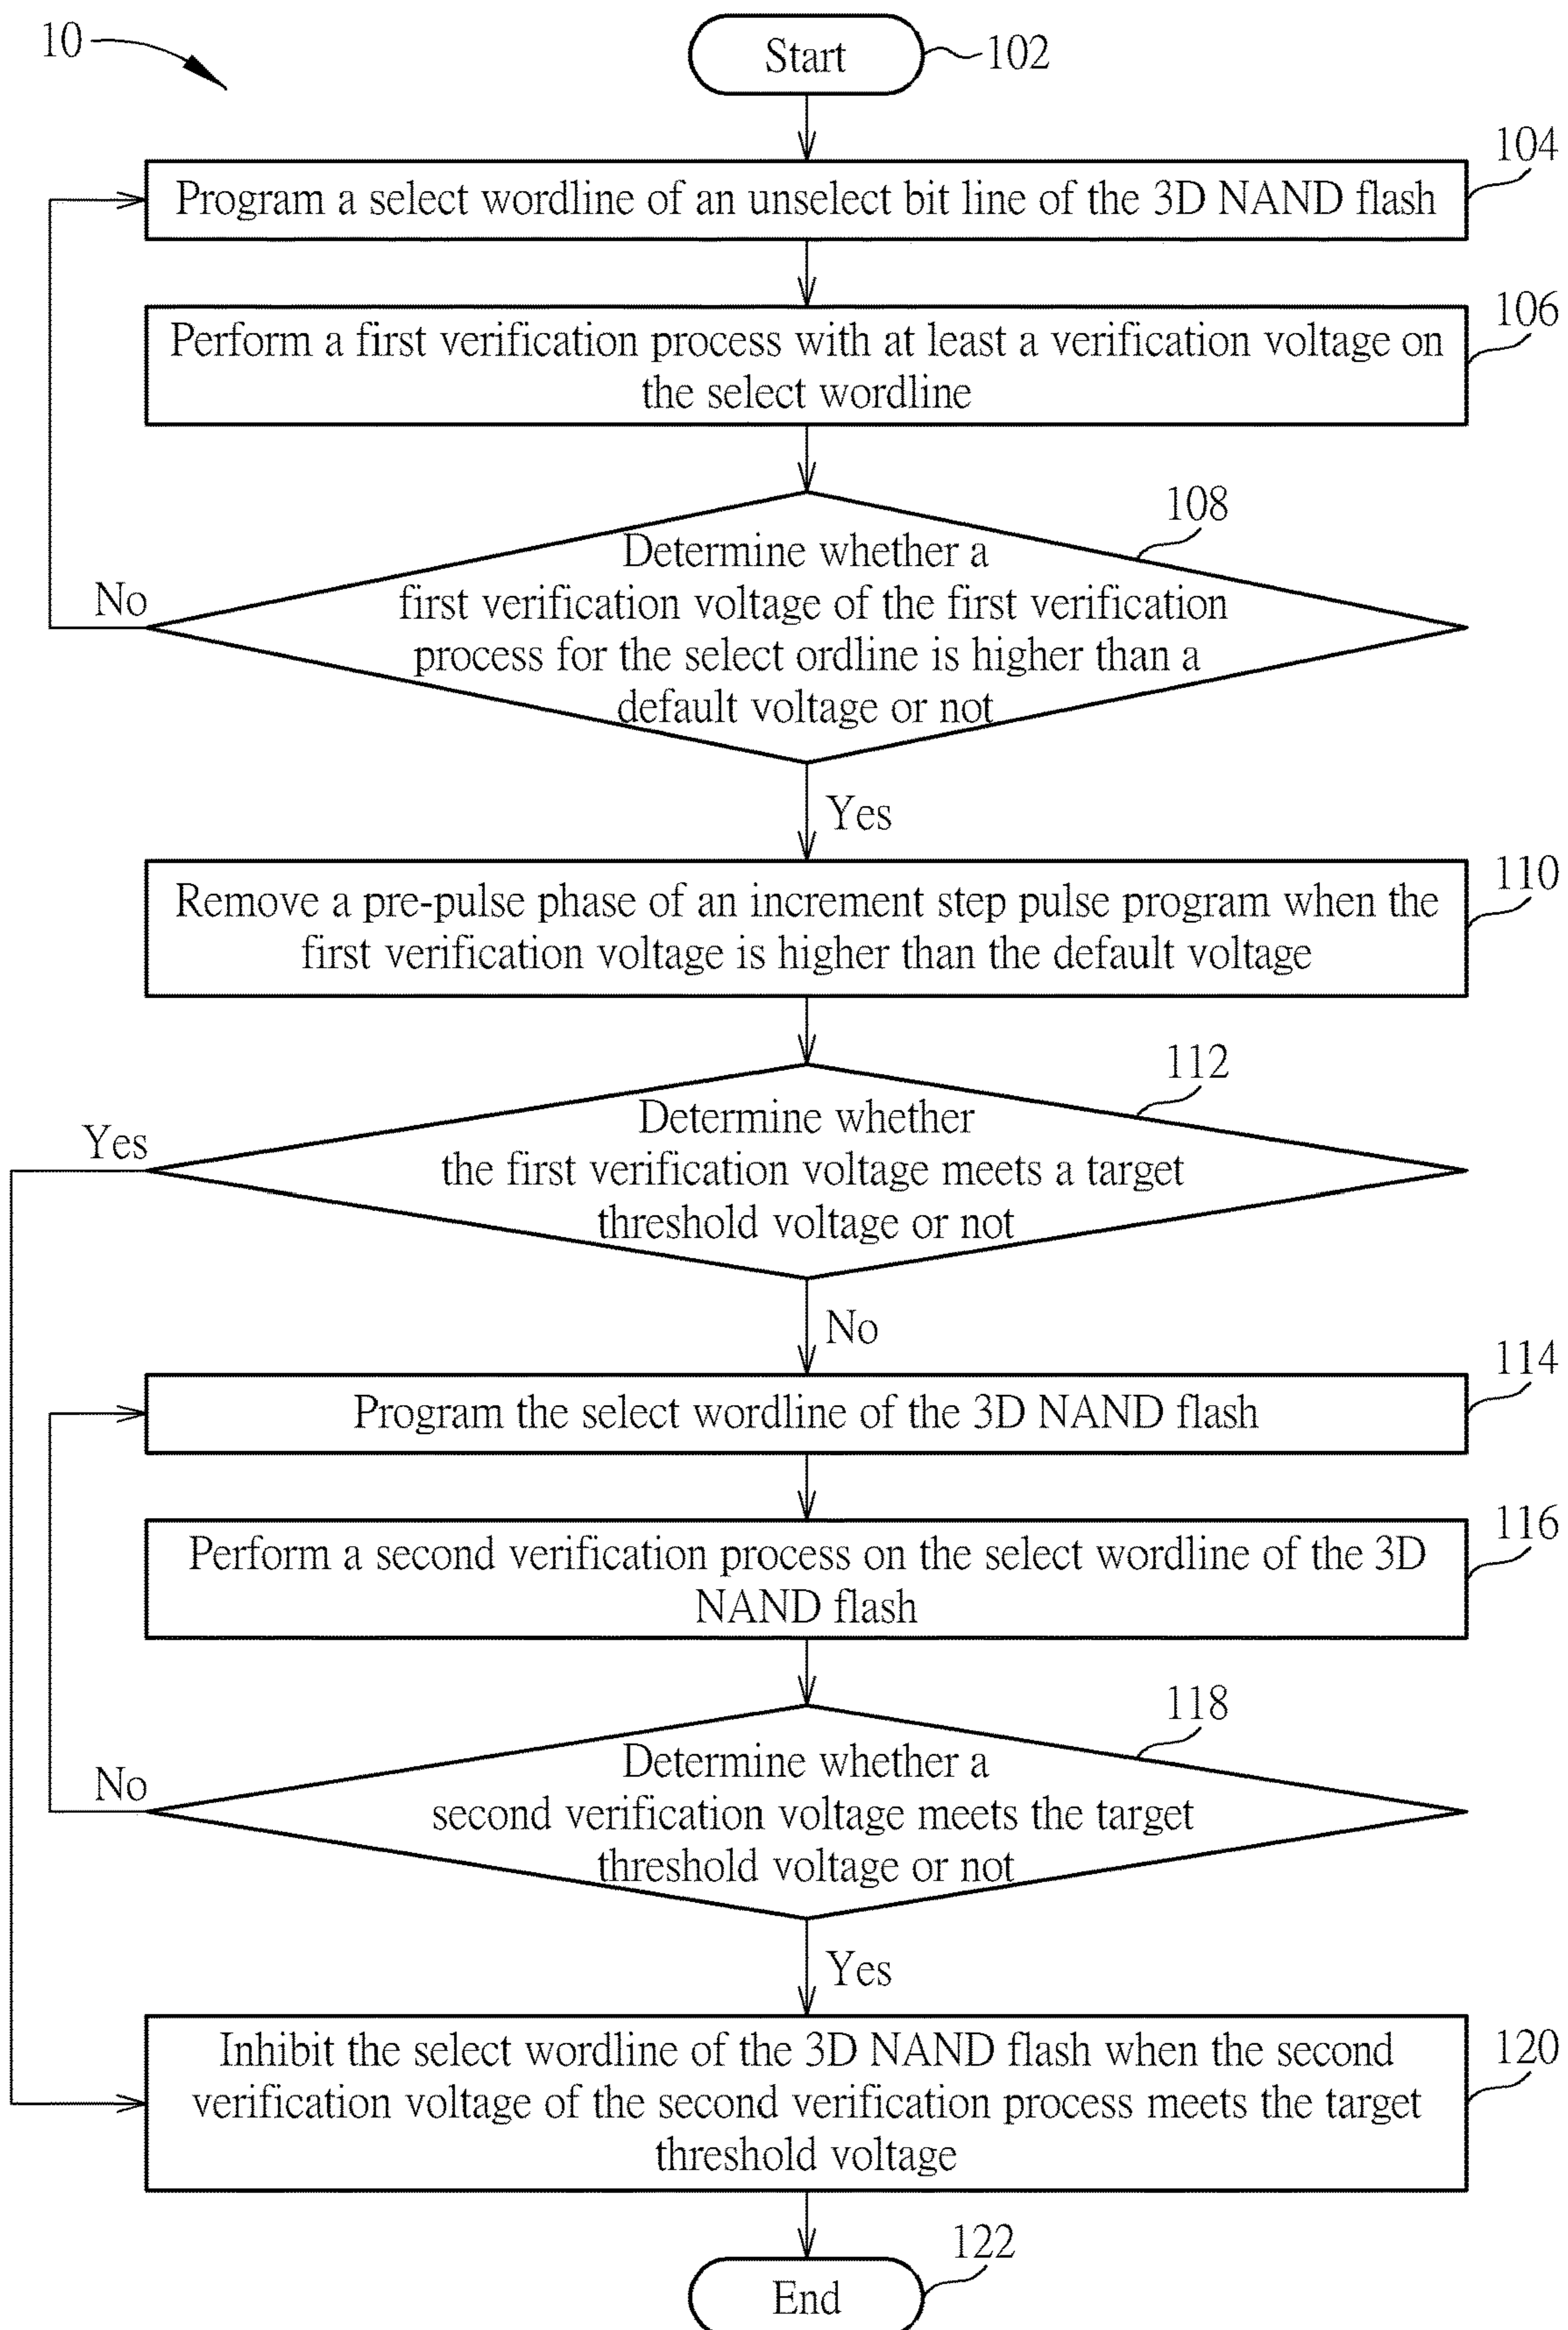 10
Start
102
104
Program a select wordline of an unselect bit line of the 3D NAND flash
106
Perform a first verification process with at least a verification voltage on
the select wordline
108
Determine whether a
first verification voltage of the first verification
process for the select ordline is higher than a
default voltage or not
No
Yes
110
Remove a pre-pulse phase of an increment step pulse program when the
first verification voltage is higher than the default voltage
112
Determine whether
the first verification voltage meets a target
threshold voltage or not
Yes
No
114
Program the select wordline of the 3D NAND flash
116
Perform a second verification process on the select wordline of the 3D
NAND flash
118
Determine whether a
second verification voltage meets the target
threshold voltage or not
No
Yes
120
Inhibit the select wordline of the 3D NAND flash when the second
verification voltage of the second verification process meets the target
threshold voltage
122
End